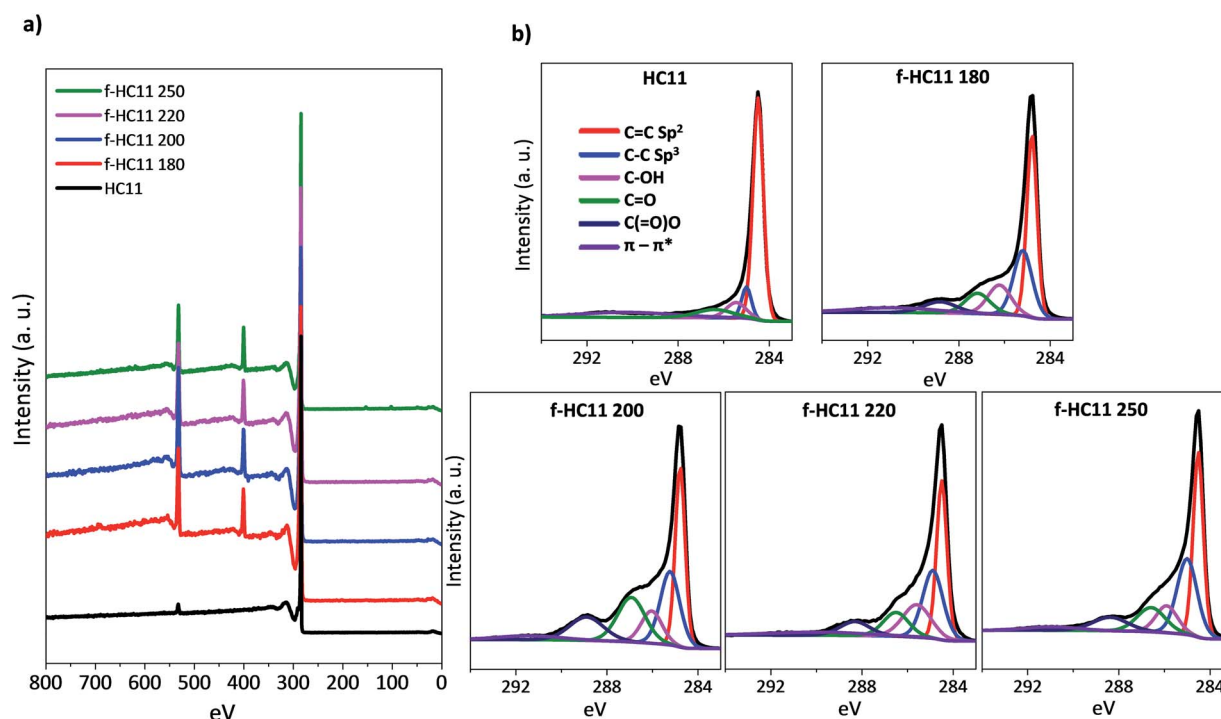 a)
f-HC11 250
f-HC11 220
f-HC11 200
f-HC11 180
HC11
Intensity (a. u.)
800 700 600 500 400 300 200 100 0
eV
b)
HC11
C=C Sp²
C-C Sp³
C-OH
C=O
C(=O)O
π – π*
Intensity (a. u.)
292 288 284
eV
f-HC11 180
292 288 284
eV
f-HC11 200
Intensity (a. u.)
292 288 284
eV
f-HC11 220
292 288 284
eV
f-HC11 250
292 288 284
eV